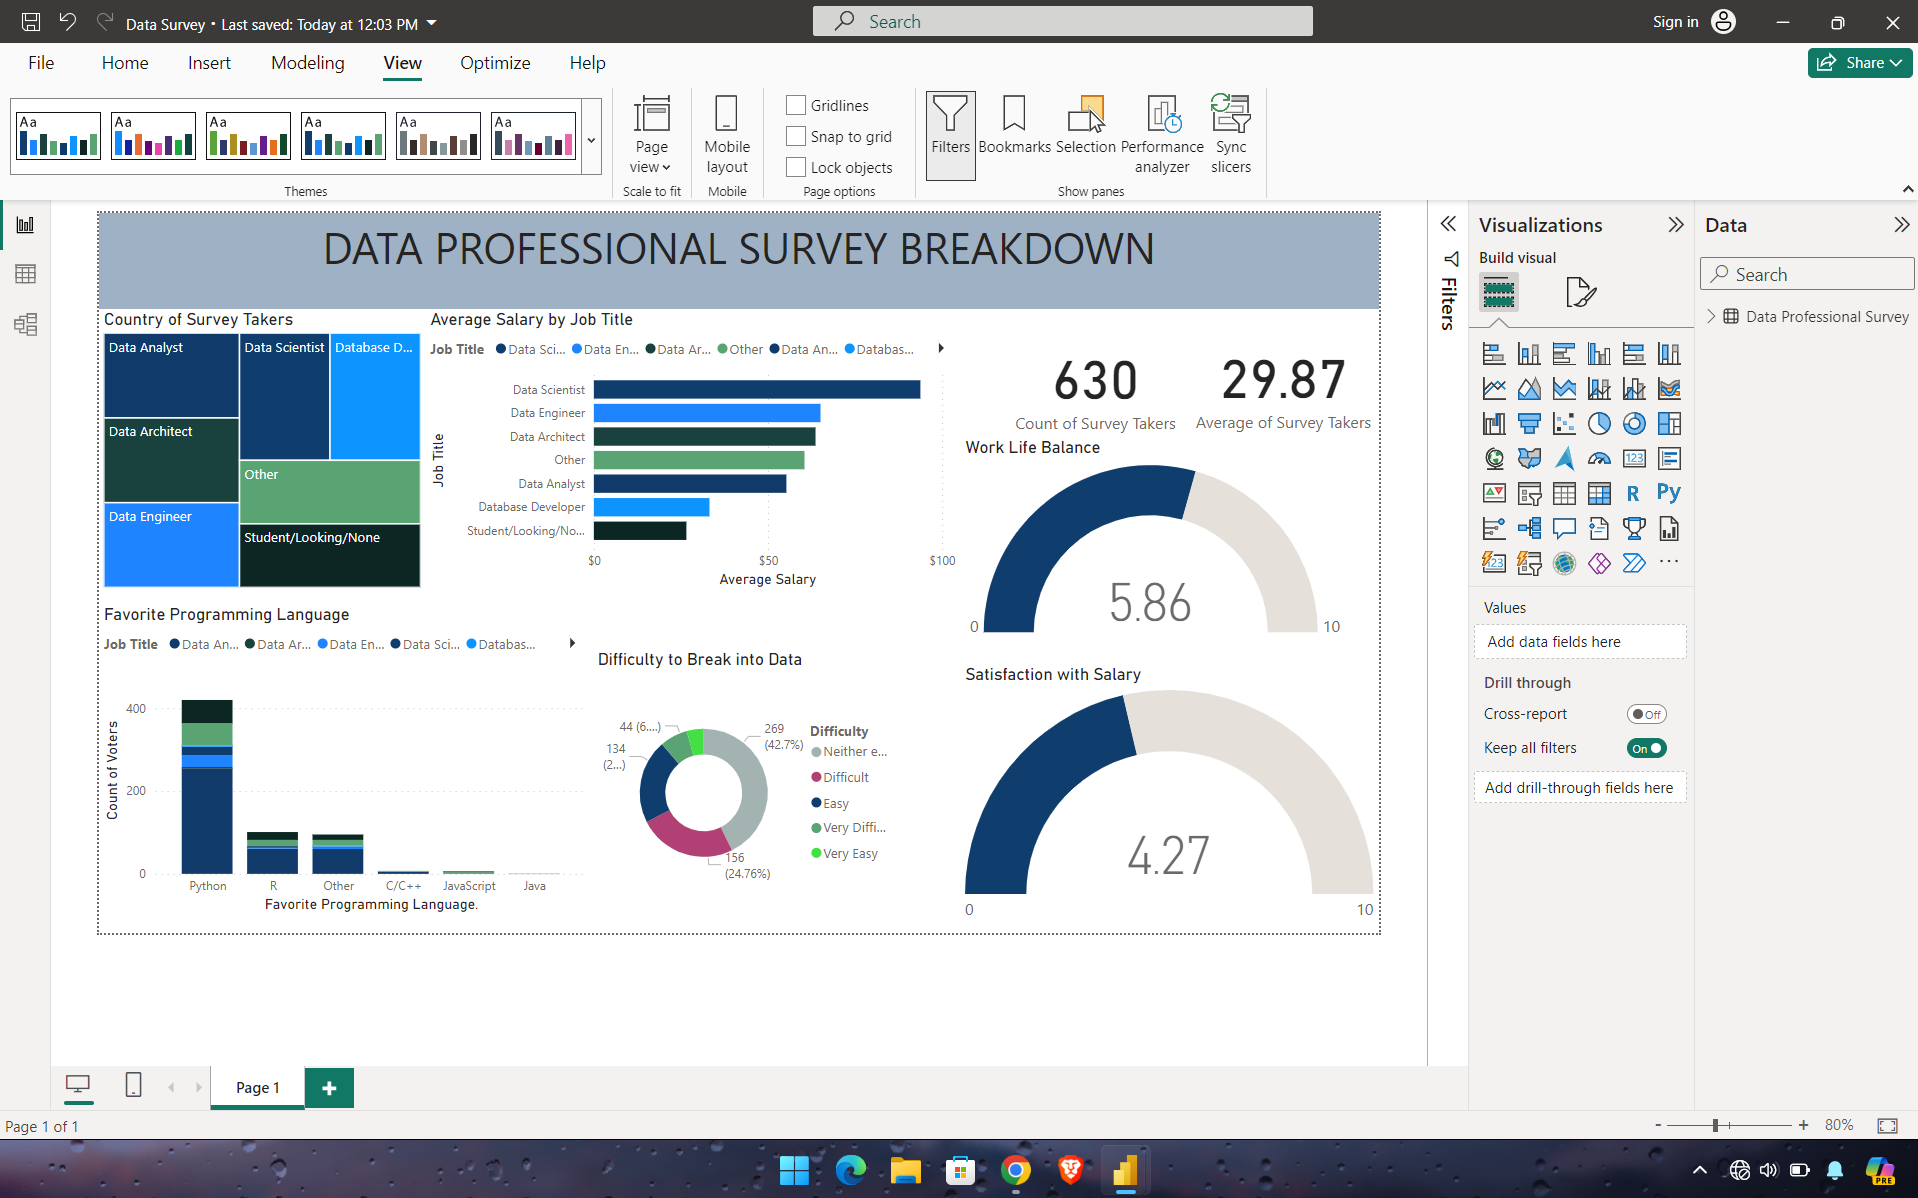 Data Survey • Last saved: Today at 12:03 PM
Search
Sign in
File
Home
Insert
Modeling
View
Optimize
Help
Share
Aa
Aa
Aa
Aa
Aa
Aa
Themes
Page view
Scale to fit
Mobile layout
Mobile
Gridlines
Snap to grid
Lock objects
Page options
Filters
Bookmarks
Selection
Performance analyzer
Sync slicers
Show panes
DATA PROFESSIONAL SURVEY BREAKDOWN
Country of Survey Takers
Data Analyst
Data Scientist
Database D...
Data Architect
Other
Data Engineer
Student/Looking/None
Average Salary by Job Title
Job Title
Data Sci...
Data En...
Data Ar...
Other
Data An...
Databas...
Job Title
Data Scientist
Data Engineer
Data Architect
Other
Data Analyst
Database Developer
Student/Looking/No...
$0
$50
$100
Average Salary
630
Count of Survey Takers
29.87
Average of Survey Takers
Work Life Balance
5.86
0
10
Favorite Programming Language
Job Title
Data An...
Data Ar...
Data En...
Data Sci...
Databas...
Count of Voters
400
200
0
Python
R
Other
C/C++
JavaScript
Java
Favorite Programming Language.
Difficulty to Break into Data
44 (6....)
134
(2...)
269
(42.7%)
156
(24.76%)
Difficulty
Neither e...
Difficult
Easy
Very Diffi...
Very Easy
Satisfaction with Salary
4.27
0
10
Filters
Visualizations
Build visual
123
R
Py
123
Values
Add data fields here
Drill through
Cross-report
Off
Keep all filters
On
Add drill-through fields here
Data
Search
Data Professional Survey
Page 1
Page 1 of 1
- + 80%
PRE